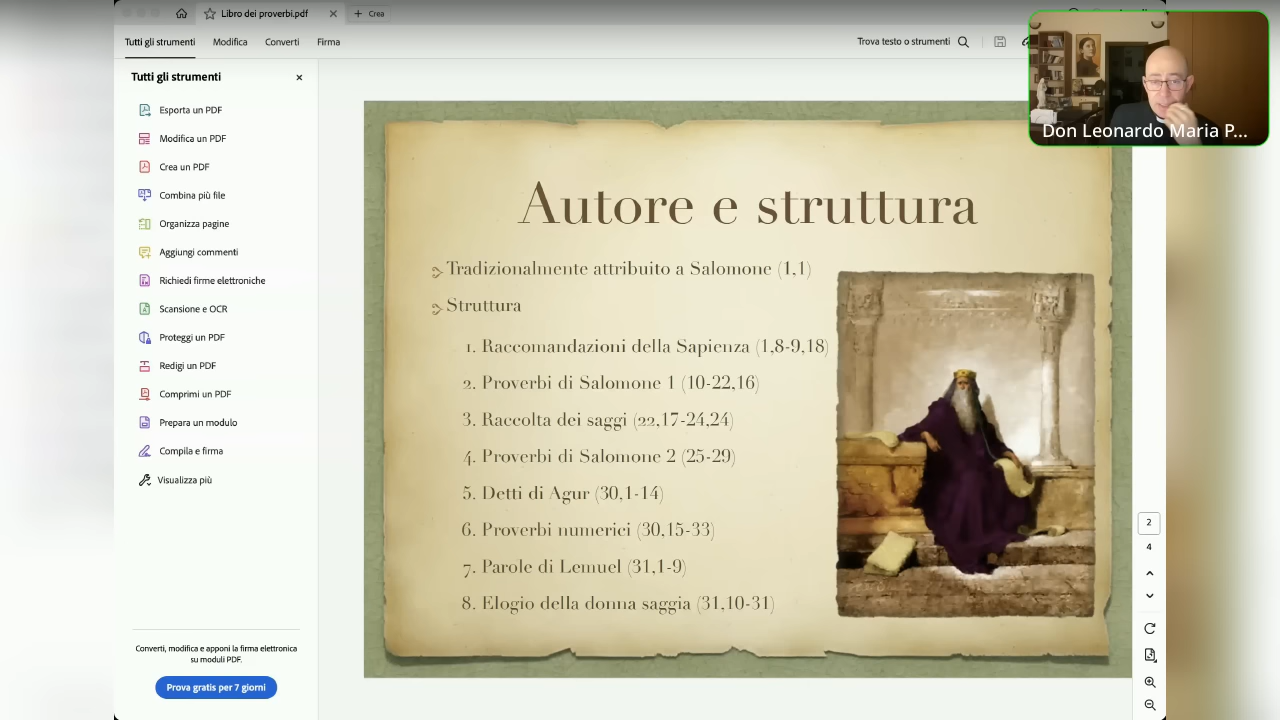 Libro dei proverbi.pdf
Crea
Tutti gli strumenti
Modifica
Converti
Firma
Trova testo o strumenti
Tutti gli strumenti
Esporta un PDF
Modifica un PDF
Crea un PDF
Combina più file
Organizza pagine
Aggiungi commenti
Richiedi firme elettroniche
Scansione e OCR
Proteggi un PDF
Redigi un PDF
Comprimi un PDF
Prepara un modulo
Compila e firma
Visualizza più
Converti, modifica e apponi la firma elettronica
su moduli PDF.
Prova gratis per 7 giorni
Autore e struttura
Tradizionalmente attribuito a Salomone (1,1)
Struttura
1. Raccomandazioni della Sapienza (1,8-9,18)
2. Proverbi di Salomone 1 (10-22,16)
3. Raccolta dei saggi (22,17-24,24)
4. Proverbi di Salomone 2 (25-29)
5. Detti di Agur (30,1-14)
6. Proverbi numerici (30,15-33)
7. Parole di Lemuel (31,1-9)
8. Elogio della donna saggia (31,10-31)
Don Leonardo Maria P...
2
4